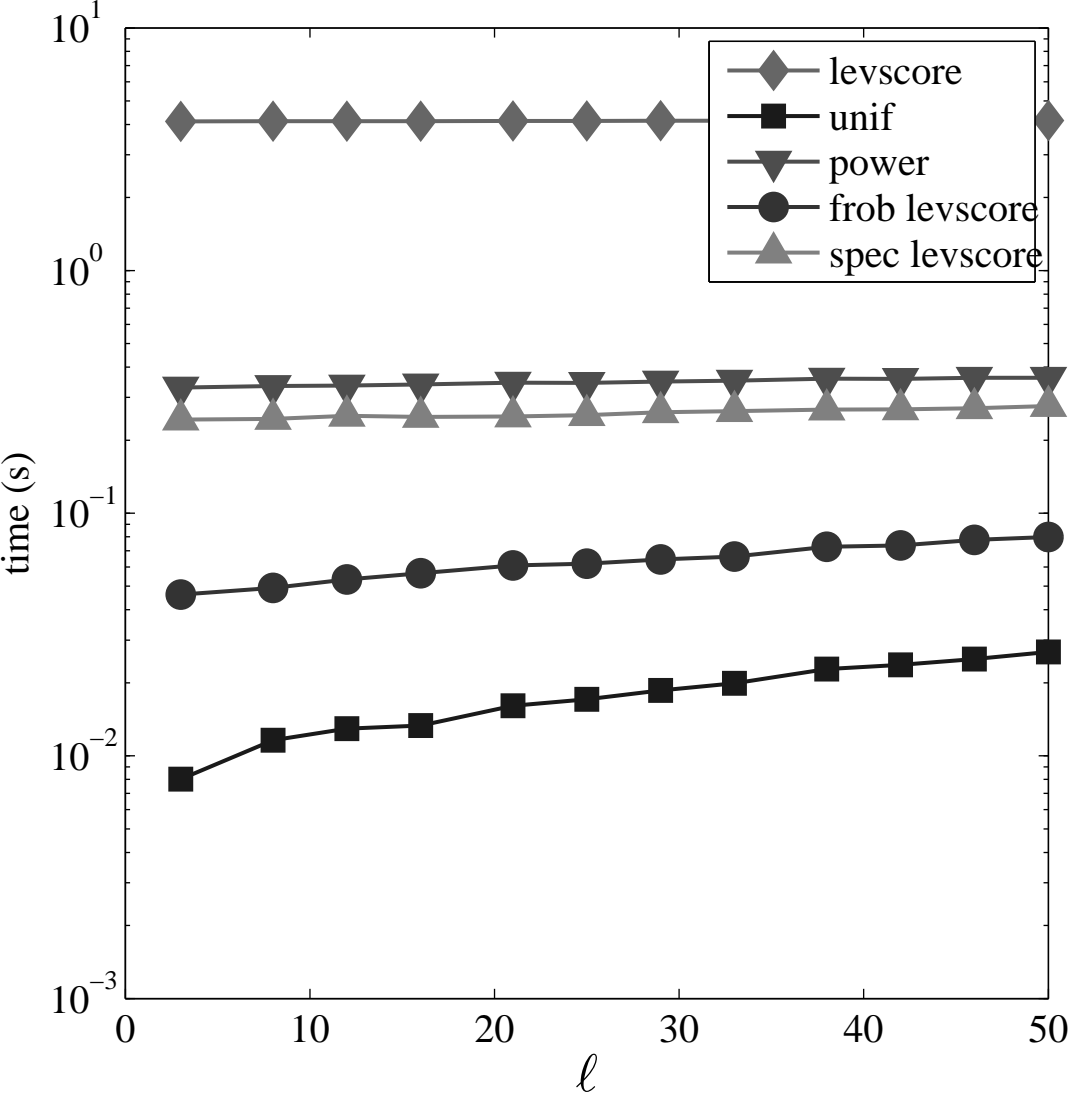 10^1
levscore
unif
power
frob levscore
spec levscore
10^0
time (s)
10^−1
10^−2
10^−3
0 10 20 30 40 50
ℓ